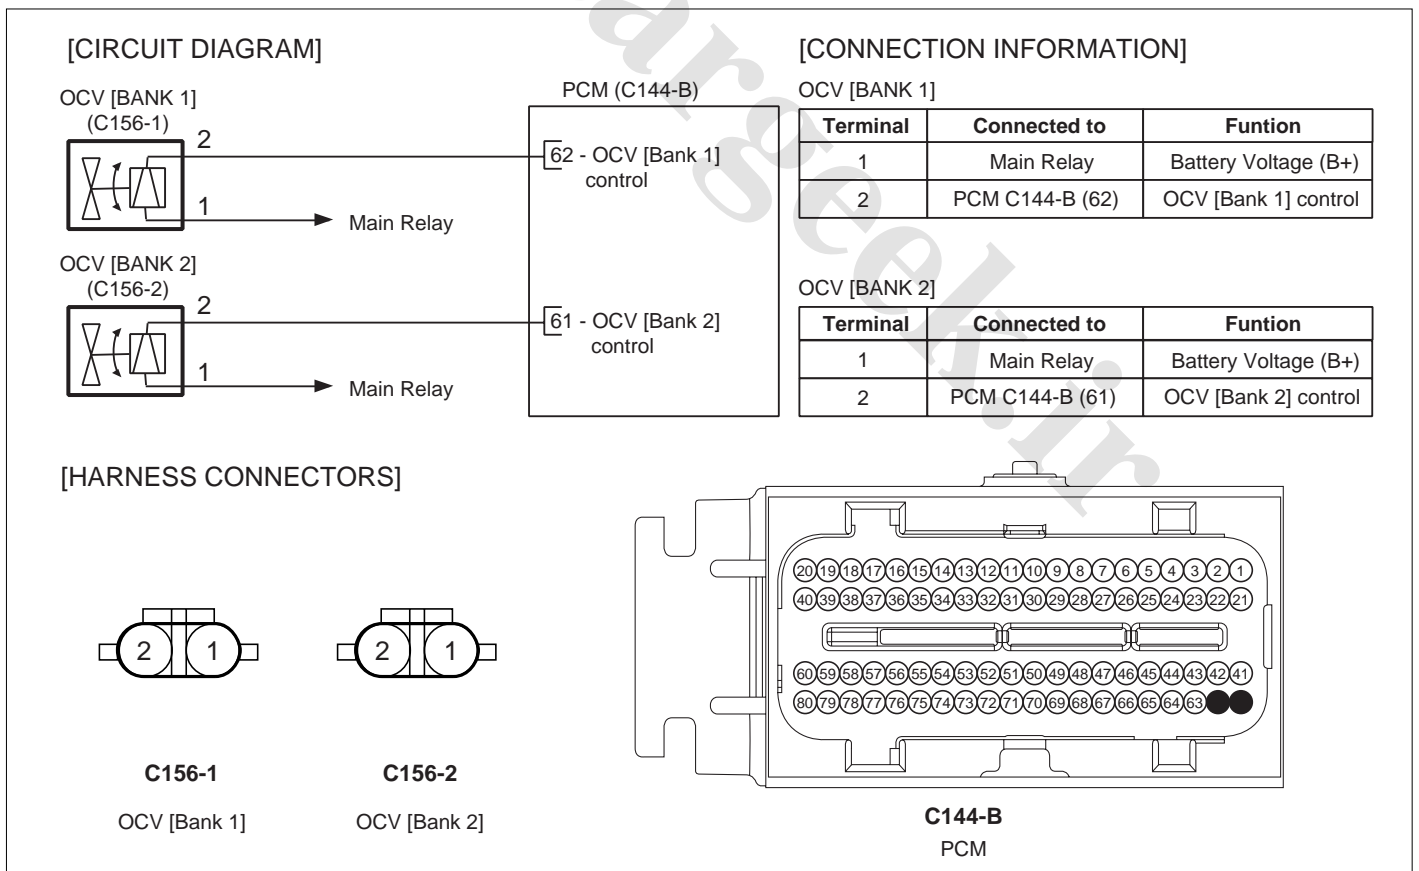 [CIRCUIT DIAGRAM]
OCV [BANK 1]
(C156-1)
2
1
Main Relay
OCV [BANK 2]
(C156-2)
2
1
Main Relay
PCM (C144-B)
62 - OCV [Bank 1]
control
61 - OCV [Bank 2]
control
[CONNECTION INFORMATION]
OCV [BANK 1]
Terminal Connected to Funtion
1 Main Relay Battery Voltage (B+)
2 PCM C144-B (62) OCV [Bank 1] control
OCV [BANK 2]
Terminal Connected to Funtion
1 Main Relay Battery Voltage (B+)
2 PCM C144-B (61) OCV [Bank 2] control
[HARNESS CONNECTORS]
2 1
C156-1
OCV [Bank 1]
2 1
C156-2
OCV [Bank 2]
20 19 18 17 16 15 14 13 12 11 10 9 8 7 6 5 4 3 2 1
40 39 38 37 36 35 34 33 32 31 30 29 28 27 26 25 24 23 22 21
60 59 58 57 56 55 54 53 52 51 50 49 48 47 46 45 44 43 42 41
80 79 78 77 76 75 74 73 72 71 70 69 68 67 66 65 64 63
C144-B
PCM
argeek.ir